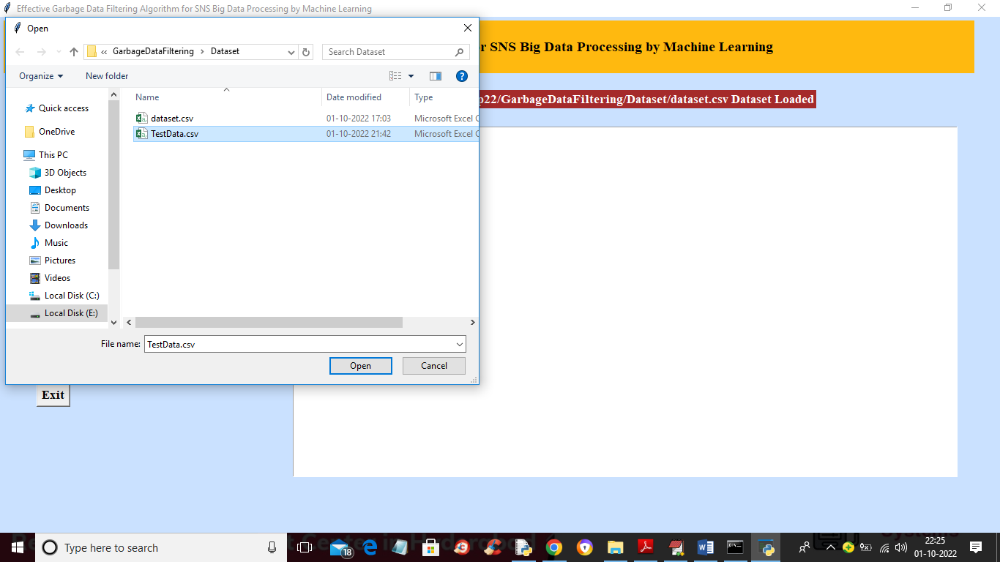 Effective Garbage Data Filtering Algorithm for SNS Big Data Processing by Machine Learning
Open
r SNS Big Data Processing by Machine Learning
« GarbageDataFiltering > Dataset
Search Dataset
Organize
New folder
p22/GarbageDataFiltering/Dataset/dataset.csv Dataset Loaded
Name
Date modified
Type
Quick access
OneDrive
This PC
3D Objects
Desktop
Documents
Downloads
Music
Pictures
Videos
Local Disk (C:)
Local Disk (E:)
dataset.csv 01-10-2022 17:03 Microsoft Excel C
TestData.csv 01-10-2022 21:42 Microsoft Excel C
File name: TestData.csv
Open
Cancel
Exit
Type here to search
18
22:25
01-10-2022